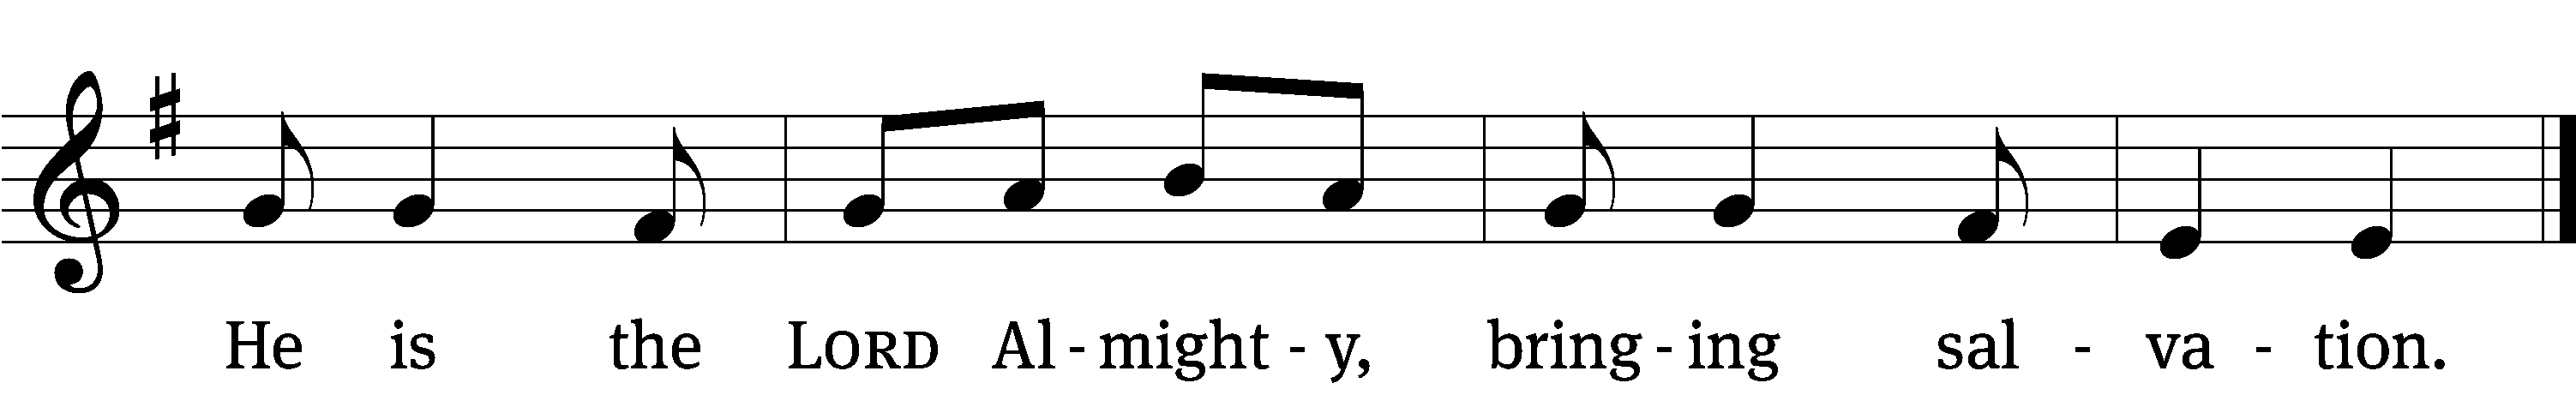 He is the LORD Al - might - y, bring - ing sal - va - tion.